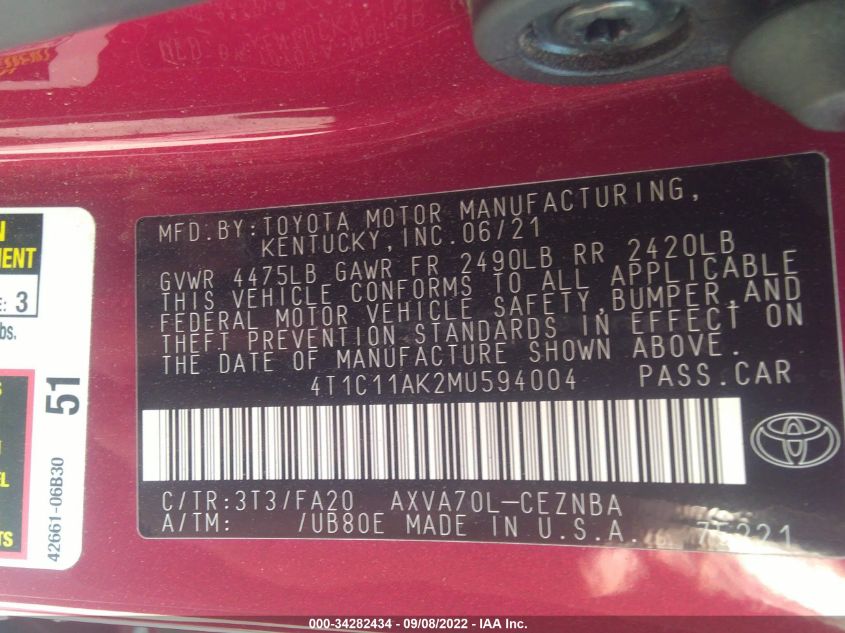 MFD.BY:TOYOTA MOTOR MANUFACTURING,
KENTUCKY,INC.06/21
GVWR 4475LB GAWR FR 2490LB RR 2420LB
THIS VEHICLE CONFORMS TO ALL APPLICABLE
FEDERAL MOTOR VEHICLE SAFETY,BUMPER,AND
THEFT PREVENTION STANDARDS IN EFFECT ON
THE DATE OF MANUFACTURE SHOWN ABOVE.
4T1C11AK2MU594004 PASS.CAR
C/TR:3T3/FA20 AXVA70L-CEZNBA
A/TM: /UB80E MADE IN U.S.A.
MENT
E: 3
bs.
51
42661-06B30
000-34282434 - 09/08/2022 - IAA Inc.